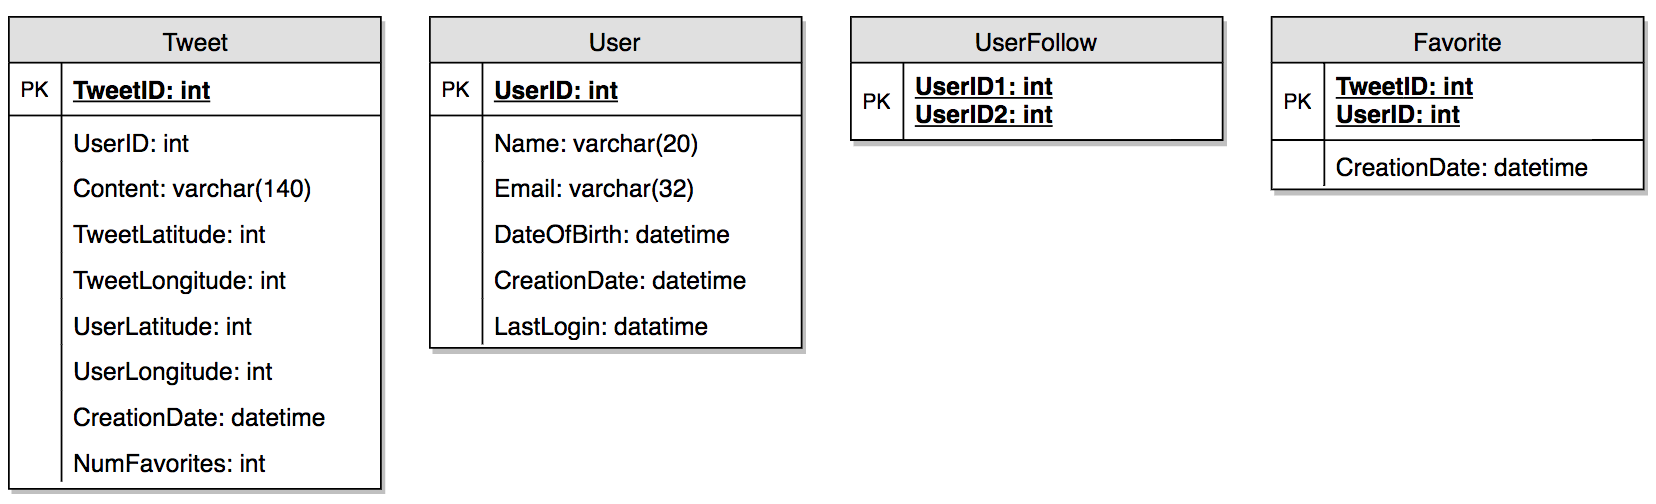 Tweet
PK
TweetID: int
UserID: int
Content: varchar(140)
TweetLatitude: int
TweetLongitude: int
UserLatitude: int
UserLongitude: int
CreationDate: datetime
NumFavorites: int
User
PK
UserID: int
Name: varchar(20)
Email: varchar(32)
DateOfBirth: datetime
CreationDate: datetime
LastLogin: datatime
UserFollow
PK
UserID1: int
UserID2: int
Favorite
PK
TweetID: int
UserID: int
CreationDate: datetime